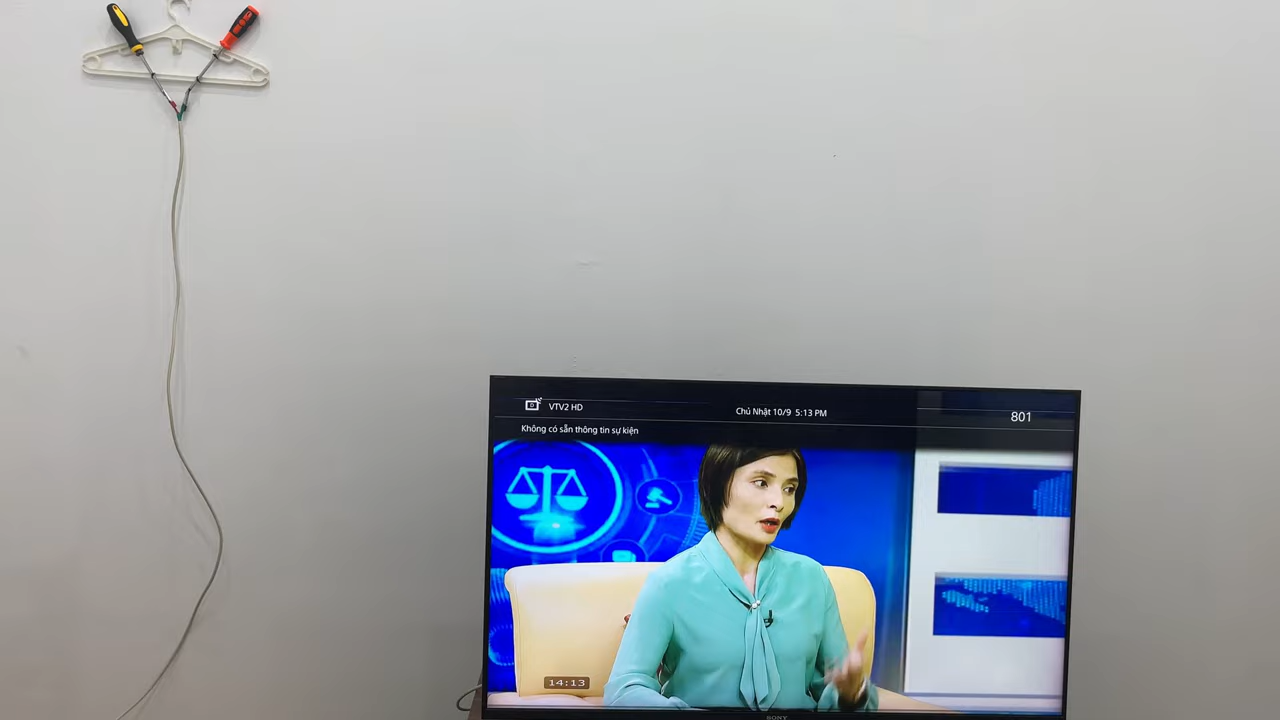 VTV2 HD
Chủ Nhật 10/9 5:13 PM
801
Không có sẵn thông tin sự kiện
14:13
SONY